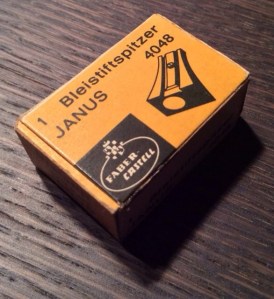 1 Bleistiftspitzer
JANUS 4048
FABER-
CASTELL